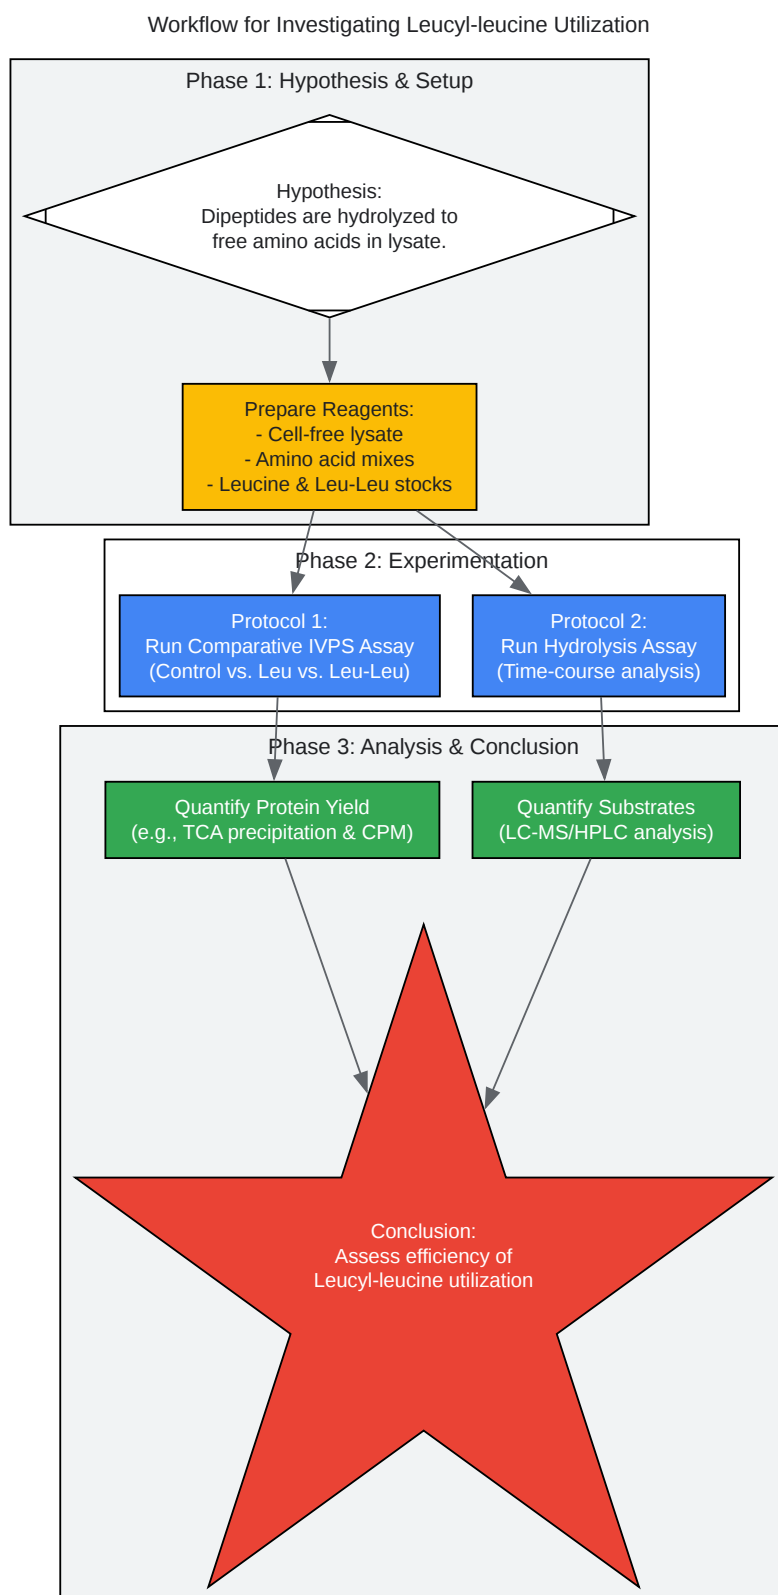 Workflow for Investigating Leucyl-leucine Utilization
Phase 1: Hypothesis & Setup
Hypothesis:
Dipeptides are hydrolyzed to
free amino acids in lysate.
Prepare Reagents:
- Cell-free lysate
- Amino acid mixes
- Leucine & Leu-Leu stocks
Phase 2: Experimentation
Protocol 1:
Run Comparative IVPS Assay
(Control vs. Leu vs. Leu-Leu)
Protocol 2:
Run Hydrolysis Assay
(Time-course analysis)
Phase 3: Analysis & Conclusion
Quantify Protein Yield
(e.g., TCA precipitation & CPM)
Quantify Substrates
(LC-MS/HPLC analysis)
Conclusion:
Assess efficiency of
Leucyl-leucine utilization